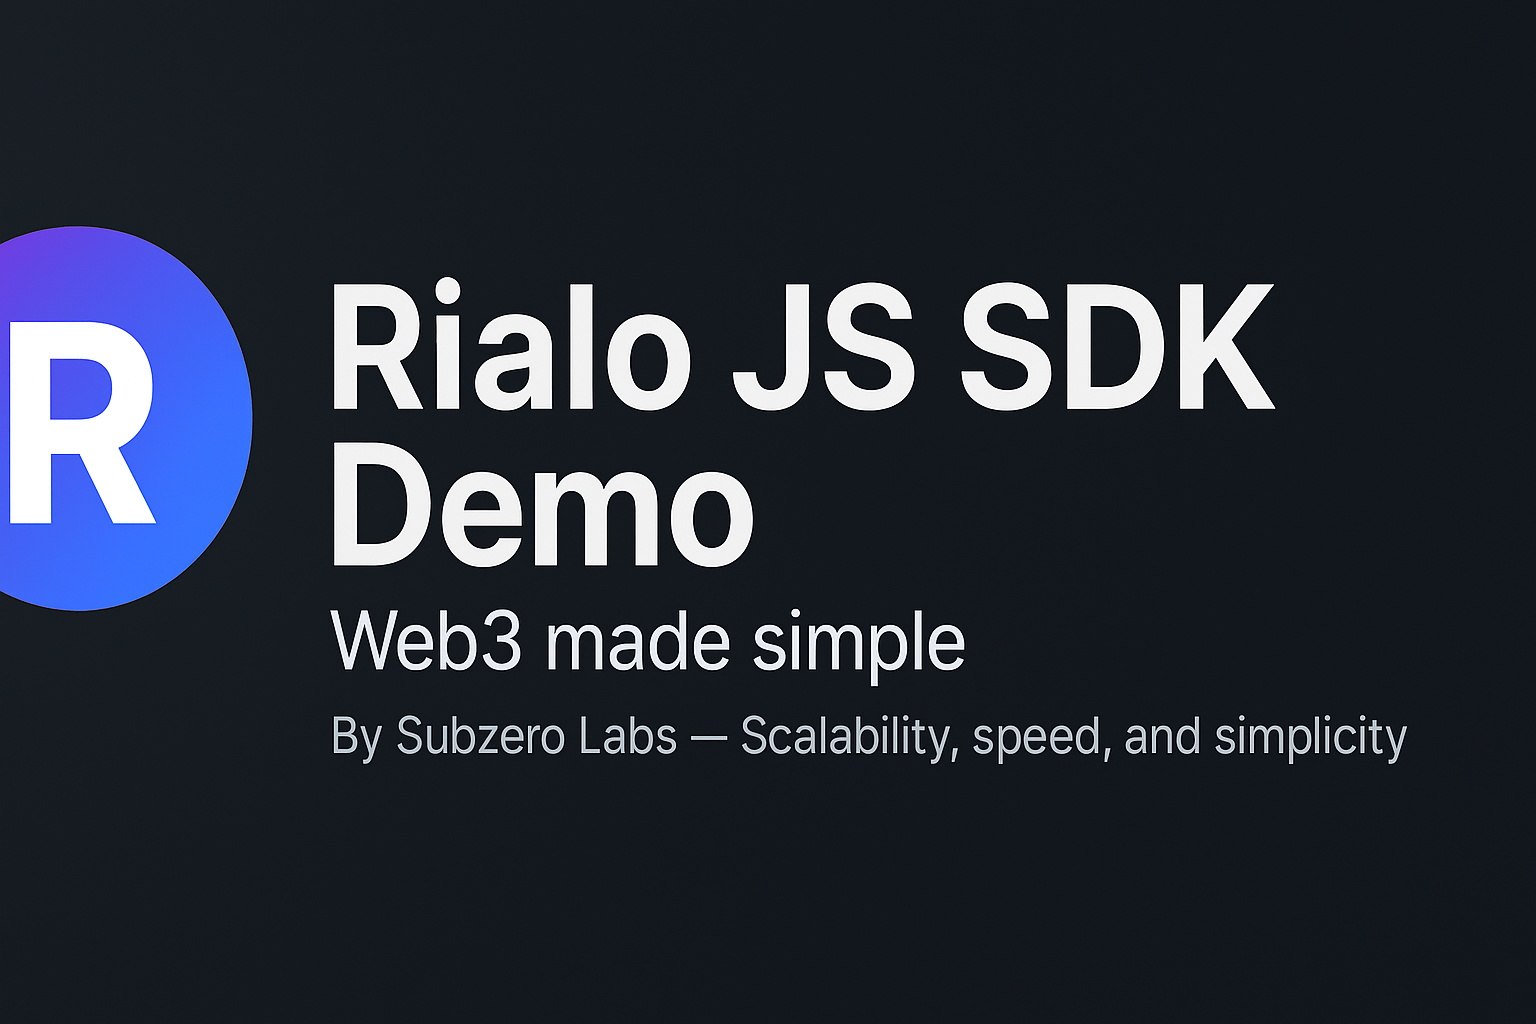 R
Rialo JS SDK
Demo
Web3 made simple
By Subzero Labs — Scalability, speed, and simplicity